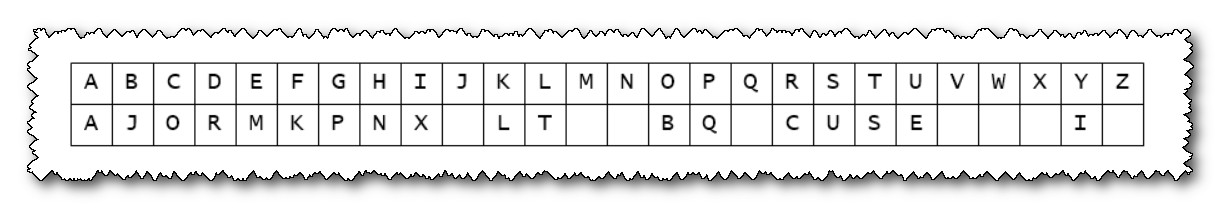 A B C D E F G H I J K L M N O P Q R S T U V W X Y Z
A J O R M K P N X L T B Q C U S E I